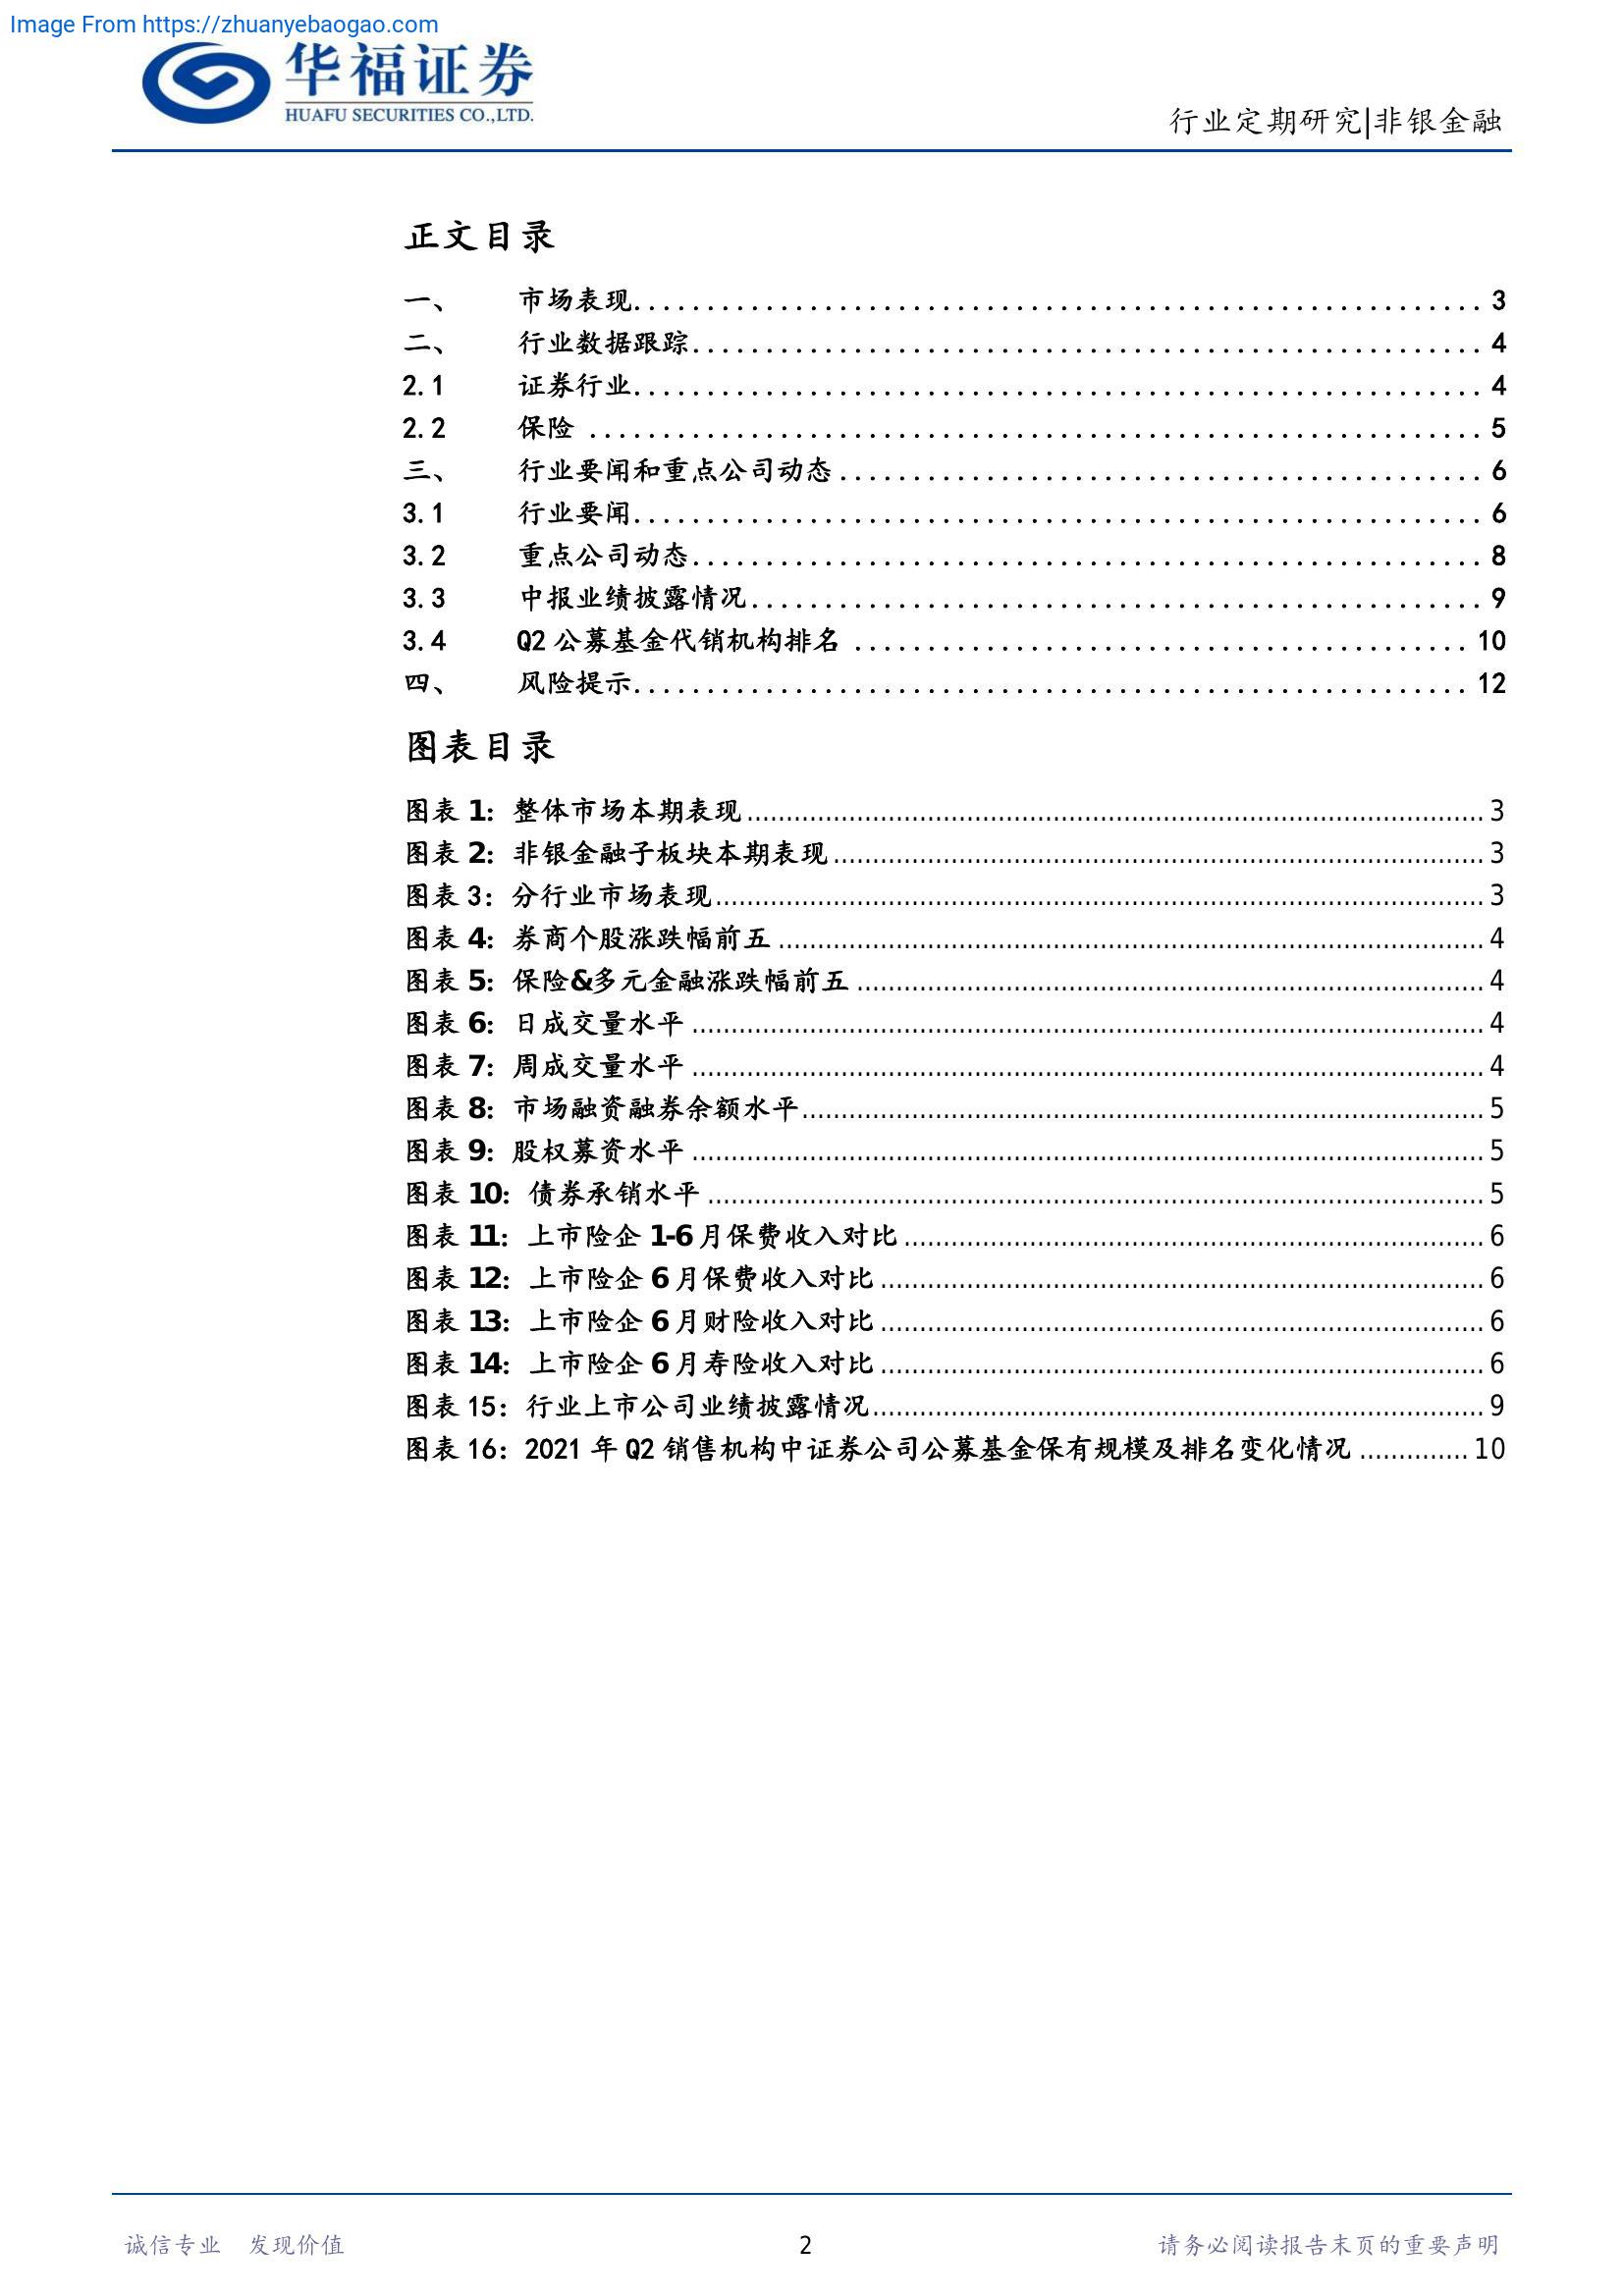 Image From https://zhuanyebaogao.com
华福证券
HUAFU SECURITIES CO.,LTD.
行业定期研究|非银金融
正文目录
一、 市场表现 3
二、 行业数据跟踪 4
2.1 证券行业 4
2.2 保险 5
三、 行业要闻和重点公司动态 6
3.1 行业要闻 6
3.2 重点公司动态 8
3.3 中报业绩披露情况 9
3.4 Q2公募基金代销机构排名 10
四、 风险提示 12
图表目录
图表 1: 整体市场本期表现 3
图表 2: 非银金融子板块本期表现 3
图表 3: 分行业市场表现 3
图表 4: 券商个股涨跌幅前五 4
图表 5: 保险&多元金融涨跌幅前五 4
图表 6: 日成交量水平 4
图表 7: 周成交量水平 4
图表 8: 市场融资融券余额水平 5
图表 9: 股权募资水平 5
图表 10: 债券承销水平 5
图表 11: 上市险企 1-6 月保费收入对比 6
图表 12: 上市险企 6 月保费收入对比 6
图表 13: 上市险企 6 月财险收入对比 6
图表 14: 上市险企 6 月寿险收入对比 6
图表 15: 行业上市公司业绩披露情况 9
图表 16: 2021 年 Q2 销售机构中证券公司公募基金保有规模及排名变化情况 10
诚信专业 发现价值 2 请务必阅读报告末页的重要声明